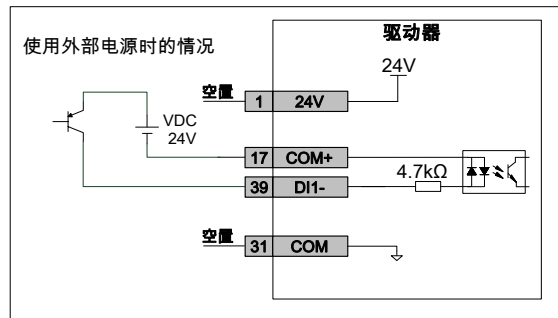 使用外部电源时的情况
驱动器
24V
空置
1 24V
VDC
24V
17 COM+
39 DI1-
4.7kΩ
空置
31 COM